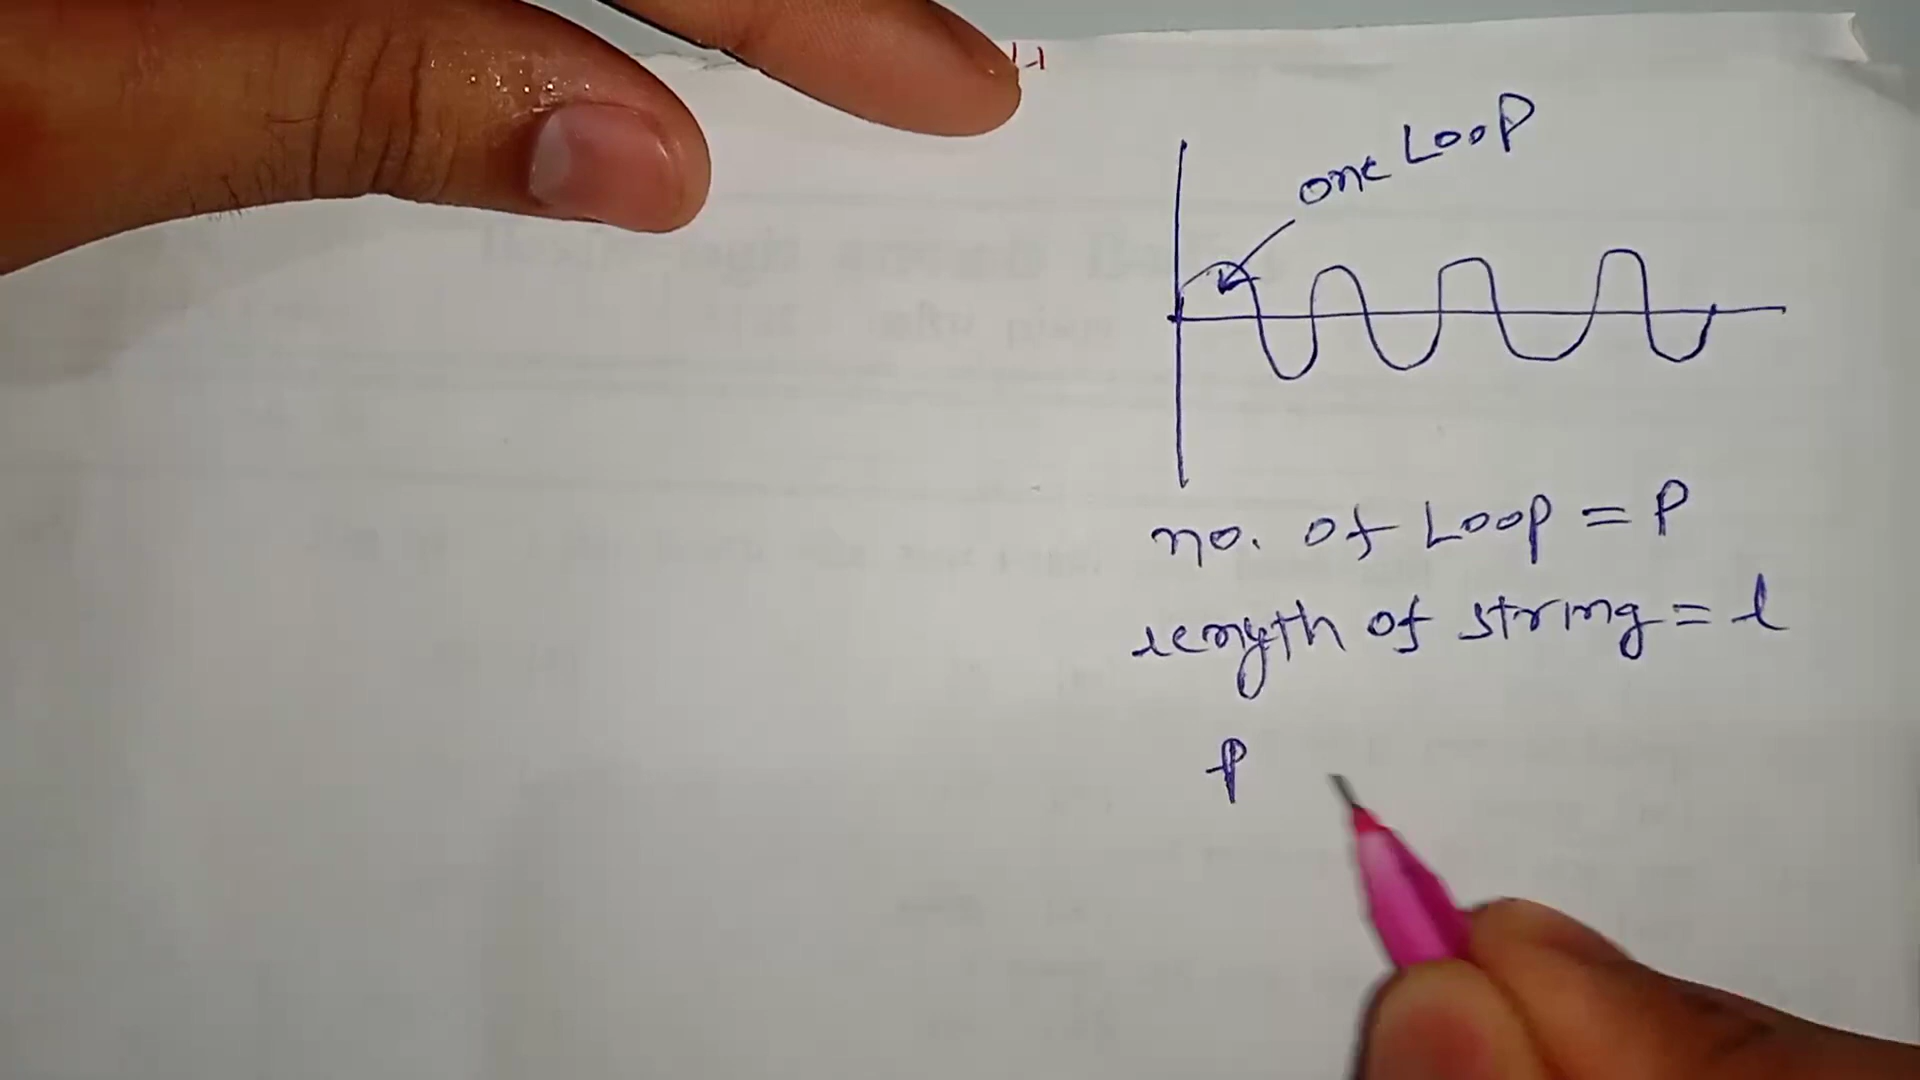 one Loop
no. of Loop = P
length of string = l
P